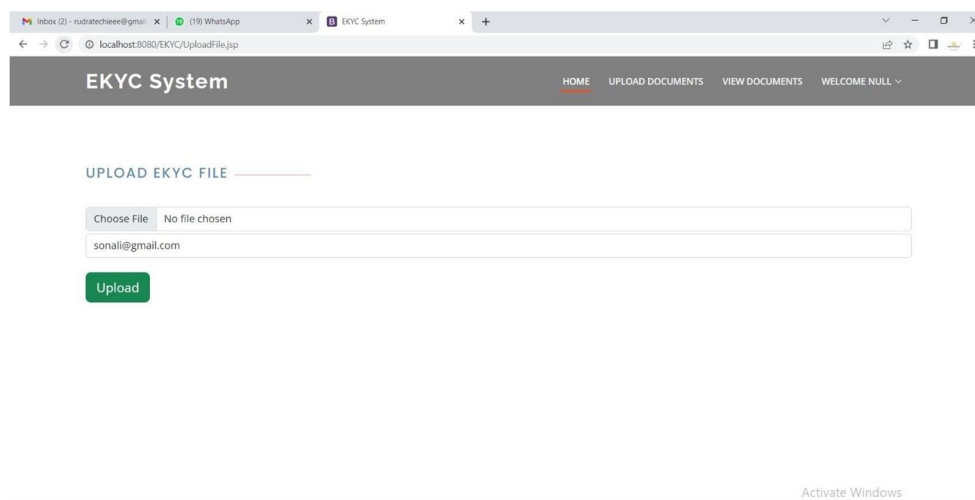 Inbox (2) - rudratechieee@gmail
(19) WhatsApp
EKYC System
localhost:8080/EKYC/UploadFile.jsp
EKYC System
HOME UPLOAD DOCUMENTS VIEW DOCUMENTS WELCOME NULL
UPLOAD EKYC FILE
Choose File No file chosen
sonali@gmail.com
Upload
Activate Windows